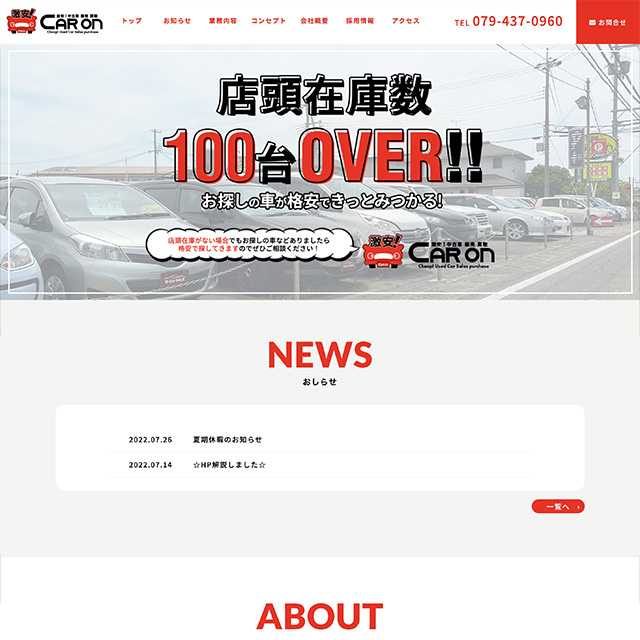 激安!
激安!中古車 販売 買取
CAR On
Cheap! Used Car Sales purchase
トップ
お知らせ
業務内容
コンセプト
会社概要
採用情報
アクセス
TEL 079-437-0960
お問合せ
店頭在庫数
100台OVER!!
お探しの車が格安できっとみつかる!
店頭在庫がない場合でもお探しの車などありましたら
格安で探してきますのでぜひご相談ください!
激安!
激安!中古車 販売 買取
CAR On
Cheap! Used Car Sales purchase
NEWS
おしらせ
2022.07.26 夏期休暇のお知らせ
2022.07.14 ☆HP解説しました☆
一覧へ
ABOUT